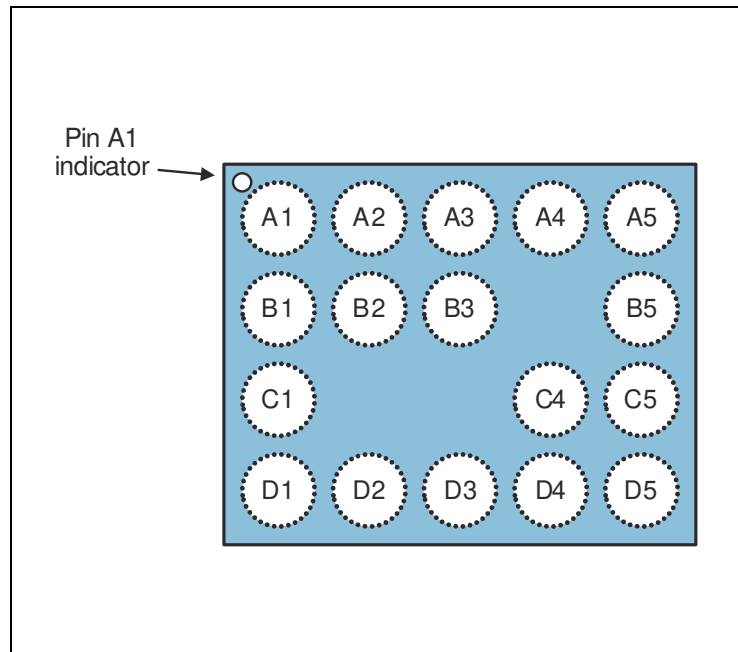 Pin A1
indicator
A1 A2 A3 A4 A5
B1 B2 B3 B5
C1 C4 C5
D1 D2 D3 D4 D5